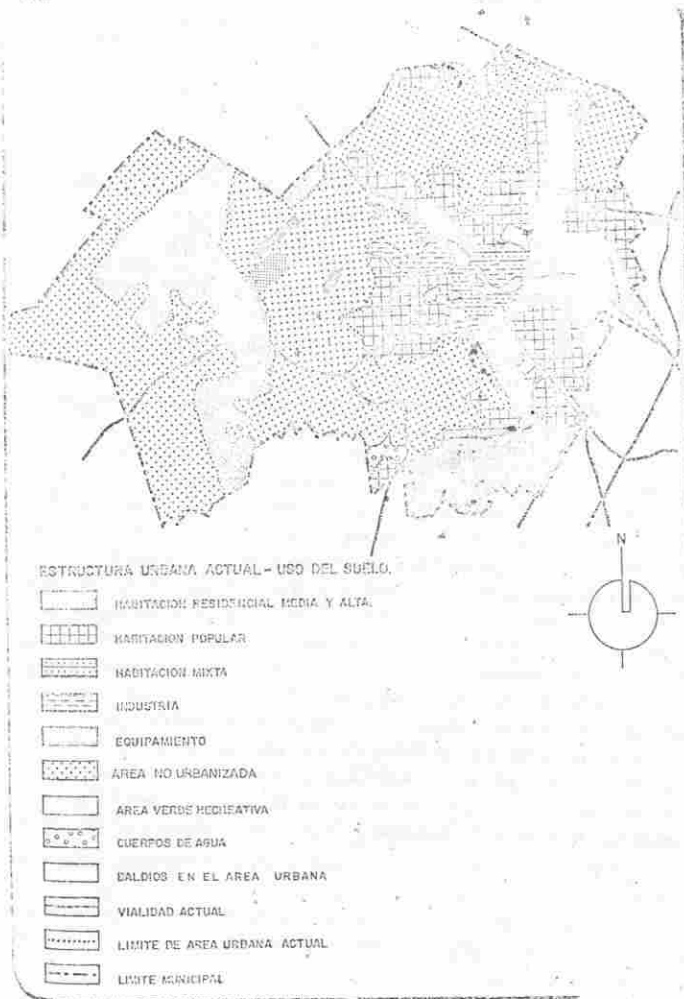 ESTRUCTURA URBANA ACTUAL - USO DEL SUELO.
N
HABITACION RESIDENCIAL MEDIA Y ALTA.
HABITACION POPULAR
HABITACION MIXTA
INDUSTRIA
EQUIPAMIENTO
AREA NO URBANIZADA
AREA VERDE RECREATIVA
CUERPOS DE AGUA
BALDIOS EN EL AREA URBANA
VIALIDAD ACTUAL
LIMITE DE AREA URBANA ACTUAL
LIMITE MUNICIPAL